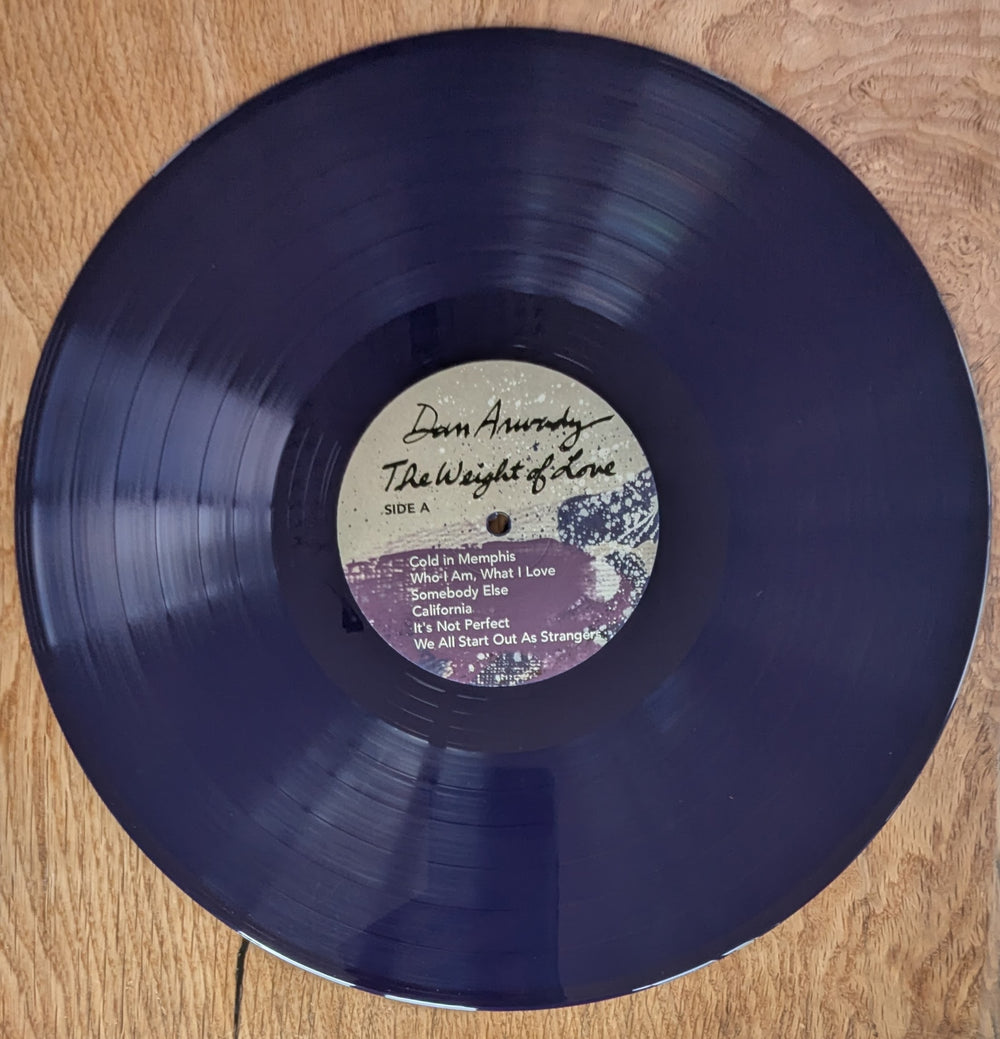 Dan Arwady
The Weight of Love
SIDE A
Cold in Memphis
Who I Am, What I Love
Somebody Else
California
It's Not Perfect
We All Start Out As Strangers